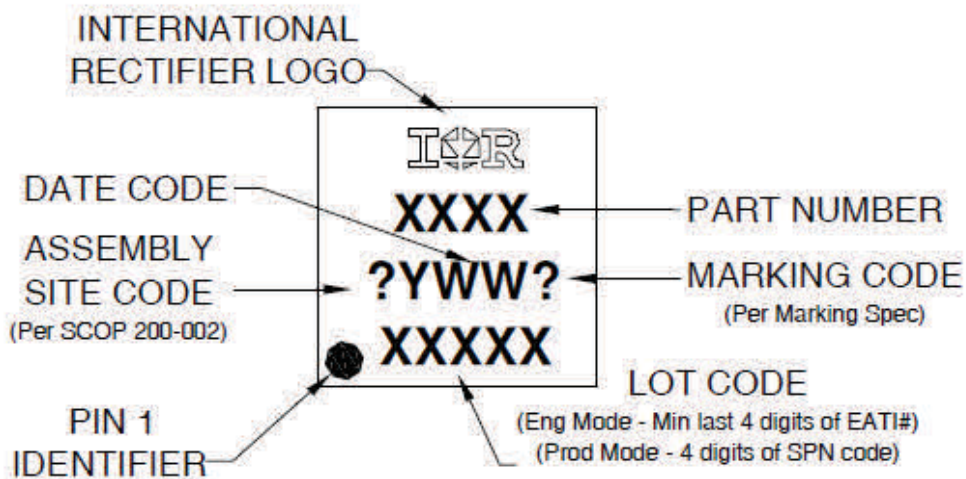 INTERNATIONAL
RECTIFIER LOGO
IR
DATE CODE
XXXX
PART NUMBER
ASSEMBLY
SITE CODE
(Per SCOP 200-002)
?YWW?
MARKING CODE
(Per Marking Spec)
XXXXX
LOT CODE
(Eng Mode - Min last 4 digits of EATI#)
(Prod Mode - 4 digits of SPN code)
PIN 1
IDENTIFIER